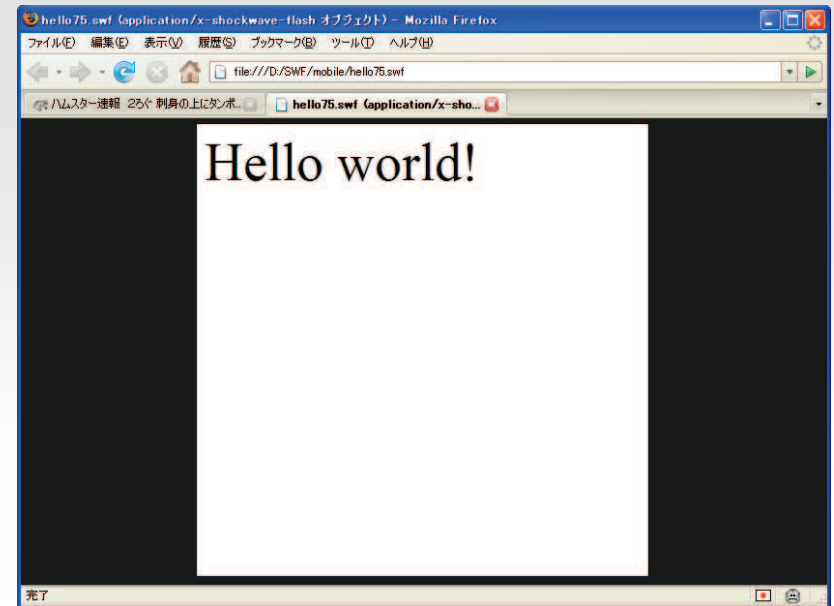 hello75.swf (application/x-shockwave-flash オブジェクト) - Mozilla Firefox
ファイル(F) 編集(E) 表示(V) 履歴(S) ブックマーク(B) ツール(T) ヘルプ(H)
file:///D:/SWF/mobile/hello75.swf
ハムスター速報 2ろぐ 刺身の上にタンポ... hello75.swf (application/x-sho...
Hello world!
完了